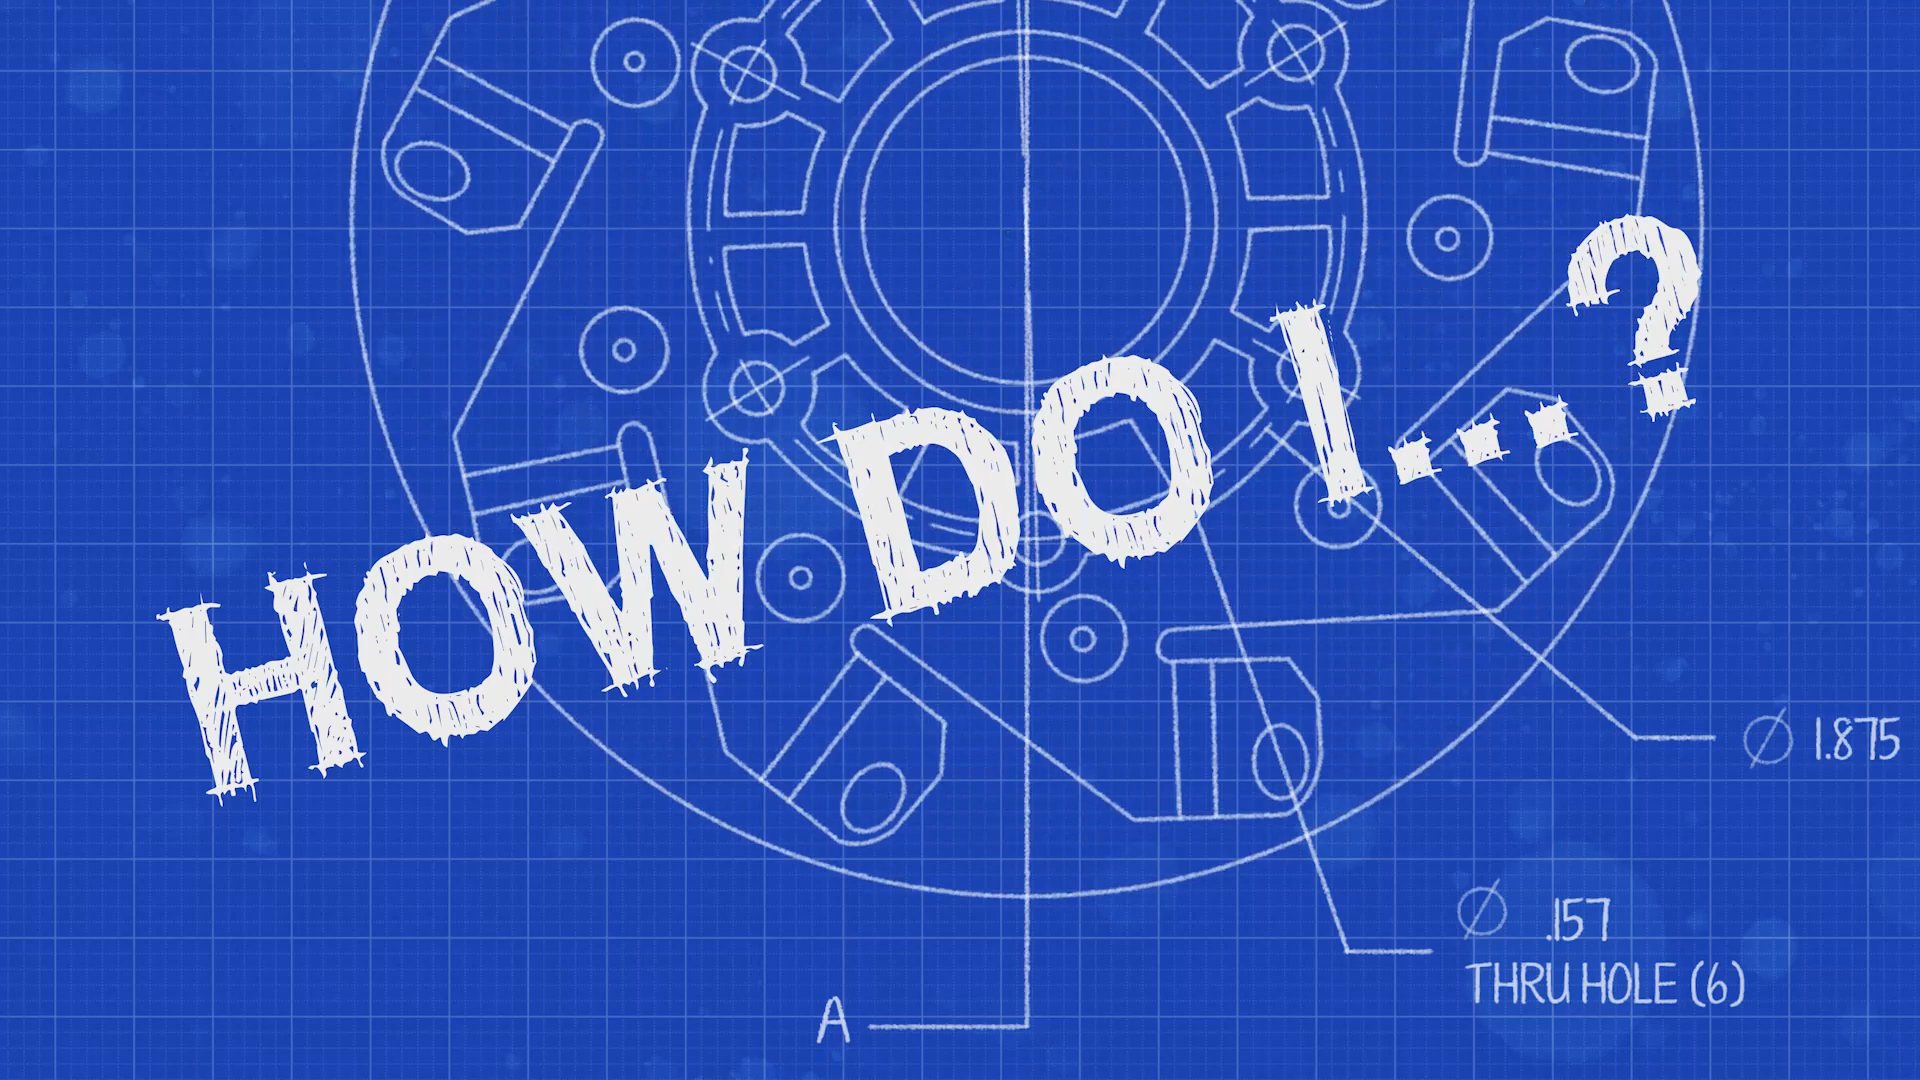 HOW DO I...?
Ø 1.875
Ø .157
THRU HOLE (6)
A